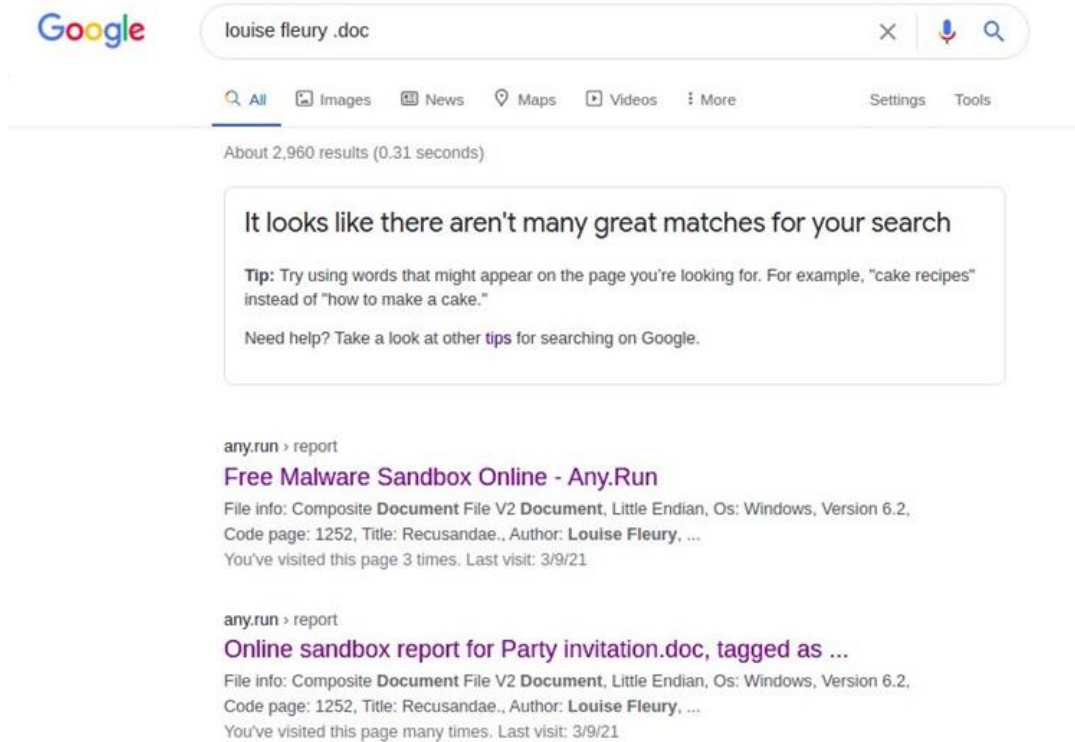 Google
louise fleury .doc
All Images News Maps Videos More Settings Tools
About 2,960 results (0.31 seconds)
It looks like there aren't many great matches for your search
Tip: Try using words that might appear on the page you're looking for. For example, "cake recipes"
instead of "how to make a cake."
Need help? Take a look at other tips for searching on Google.
any.run › report
Free Malware Sandbox Online - Any.Run
File info: Composite Document File V2 Document, Little Endian, Os: Windows, Version 6.2,
Code page: 1252, Title: Recusandae., Author: Louise Fleury, ...
You've visited this page 3 times. Last visit: 3/9/21
any.run › report
Online sandbox report for Party invitation.doc, tagged as ...
File info: Composite Document File V2 Document, Little Endian, Os: Windows, Version 6.2,
Code page: 1252, Title: Recusandae., Author: Louise Fleury, ...
You've visited this page many times. Last visit: 3/9/21